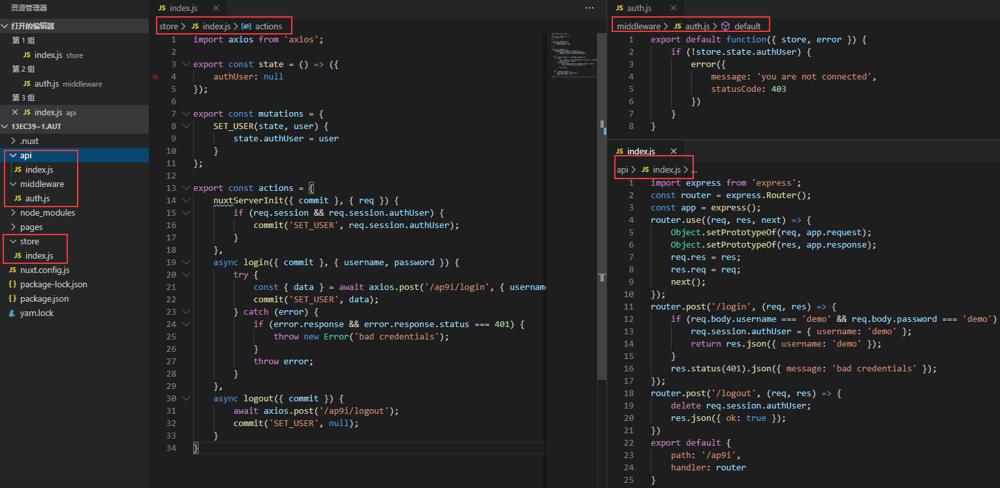 资源管理器
打开的编辑器
第 1 组
JS index.js store
第 2 组
JS auth.js middleware
第 3 组
JS index.js api
13EC39~1.AUT
.nuxt
api
JS index.js
middleware
JS auth.js
node_modules
pages
store
JS index.js
JS nuxt.config.js
{} package-lock.json
{} package.json
yarn.lock
JS index.js
store > JS index.js > actions
1 import axios from 'axios';
2
3 export const state = () => ({
4 authUser: null
5 });
6
7 export const mutations = {
8 SET_USER(state, user) {
9 state.authUser = user
10 }
11 };
12
13 export const actions = {
14 nuxtServerInit({ commit }, { req }) {
15 if (req.session && req.session.authUser) {
16 commit('SET_USER', req.session.authUser);
17 }
18 },
19 async login({ commit }, { username, password }) {
20 try {
21 const { data } = await axios.post('/ap9i/login', { usernam
22 commit('SET_USER', data);
23 } catch (error) {
24 if (error.response && error.response.status === 401) {
25 throw new Error('bad credentials');
26 }
27 throw error;
28 }
29 },
30 async logout({ commit }) {
31 await axios.post('/ap9i/logout');
32 commit('SET_USER', null);
33 }
34 }
JS auth.js
middleware > JS auth.js > default
1 export default function({ store, error }) {
2 if (!store.state.authUser) {
3 error({
4 message: 'you are not connected',
5 statusCode: 403
6 })
7 }
8 }
JS index.js
api > JS index.js > ...
1 import express from 'express';
2 const router = express.Router();
3 const app = express();
4 router.use((req, res, next) => {
5 Object.setPrototypeOf(req, app.request);
6 Object.setPrototypeOf(res, app.response);
7 req.res = res;
8 res.req = req;
9 next();
10 });
11 router.post('/login', (req, res) => {
12 if (req.body.username === 'demo' && req.body.password === 'demo')
13 req.session.authUser = { username: 'demo' };
14 return res.json({ username: 'demo' });
15 }
16 res.status(401).json({ message: 'bad credentials' });
17 });
18 router.post('/logout', (req, res) => {
19 delete req.session.authUser;
20 res.json({ ok: true });
21 })
22 export default {
23 path: '/ap9i',
24 handler: router
25 }